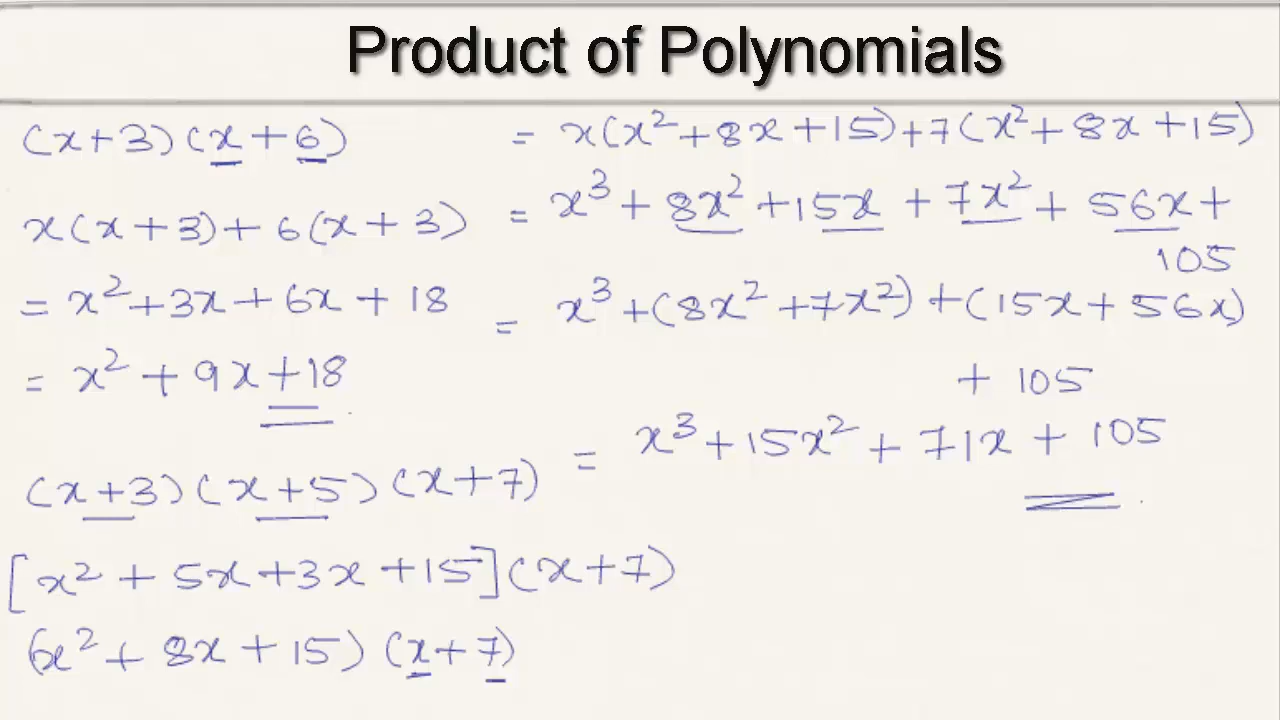 Product of Polynomials
(x+3)(x+6)
x(x+3)+6(x+3)
= x²+3x+6x+18
= x²+9x+18
(x+3)(x+5)(x+7)
[x²+5x+3x+15](x+7)
(x²+8x+15)(x+7)
= x(x²+8x+15)+7(x²+8x+15)
= x³+8x²+15x+7x²+56x+
105
= x³+(8x²+7x²)+(15x+56x)
+105
= x³+15x²+71x+105